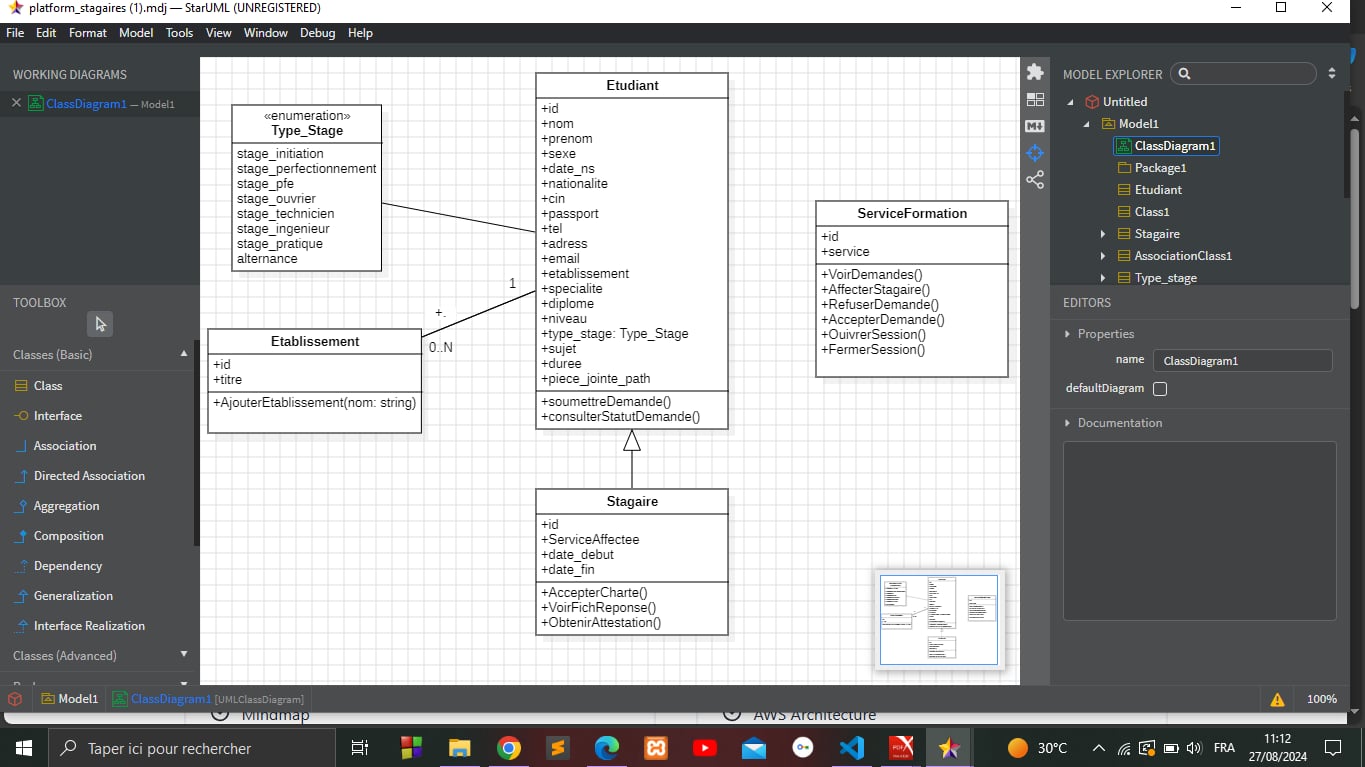 platform_stagaires (1).mdj — StarUML (UNREGISTERED)
File Edit Format Model Tools View Window Debug Help
WORKING DIAGRAMS
ClassDiagram1 — Model1
TOOLBOX
Classes (Basic)
Class
Interface
Association
Directed Association
Aggregation
Composition
Dependency
Generalization
Interface Realization
Classes (Advanced)
«enumeration»
Type_Stage
stage_initiation
stage_perfectionnement
stage_pfe
stage_ouvrier
stage_technicien
stage_ingenieur
stage_pratique
alternance
1
+.
0..N
Etablissement
+id
+titre
+AjouterEtablissement(nom: string)
Etudiant
+id
+nom
+prenom
+sexe
+date_ns
+nationalite
+cin
+passport
+tel
+adress
+email
+etablissement
+specialite
+diplome
+niveau
+type_stage: Type_Stage
+sujet
+duree
+piece_jointe_path
+soumettreDemande()
+consulterStatutDemande()
Stagaire
+id
+ServiceAffectee
+date_debut
+date_fin
+AccepterCharte()
+VoirFichReponse()
+ObtenirAttestation()
ServiceFormation
+id
+service
+VoirDemandes()
+AffecterStagaire()
+RefuserDemande()
+AccepterDemande()
+OuivrerSession()
+FermerSession()
MODEL EXPLORER
Untitled
Model1
ClassDiagram1
Package1
Etudiant
Class1
Stagaire
AssociationClass1
Type_stage
EDITORS
Properties
name ClassDiagram1
defaultDiagram
Documentation
Model1 ClassDiagram1 [UMLClassDiagram]
100%
Mindmap AWS Architecture
Taper ici pour rechercher
30°C
FRA
11:12
27/08/2024